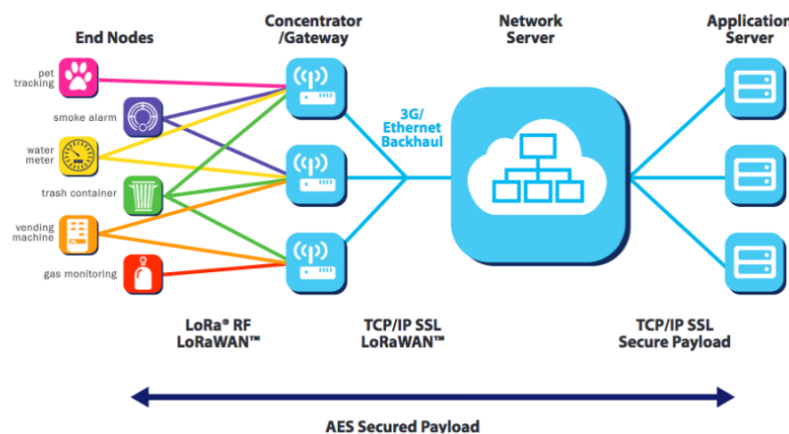 End Nodes
Concentrator
/Gateway
Network
Server
Application
Server
pet
tracking
smoke alarm
water
meter
trash container
vending
machine
gas monitoring
3G/
Ethernet
Backhaul
LoRa® RF
LoRaWAN™
TCP/IP SSL
LoRaWAN™
TCP/IP SSL
Secure Payload
AES Secured Payload